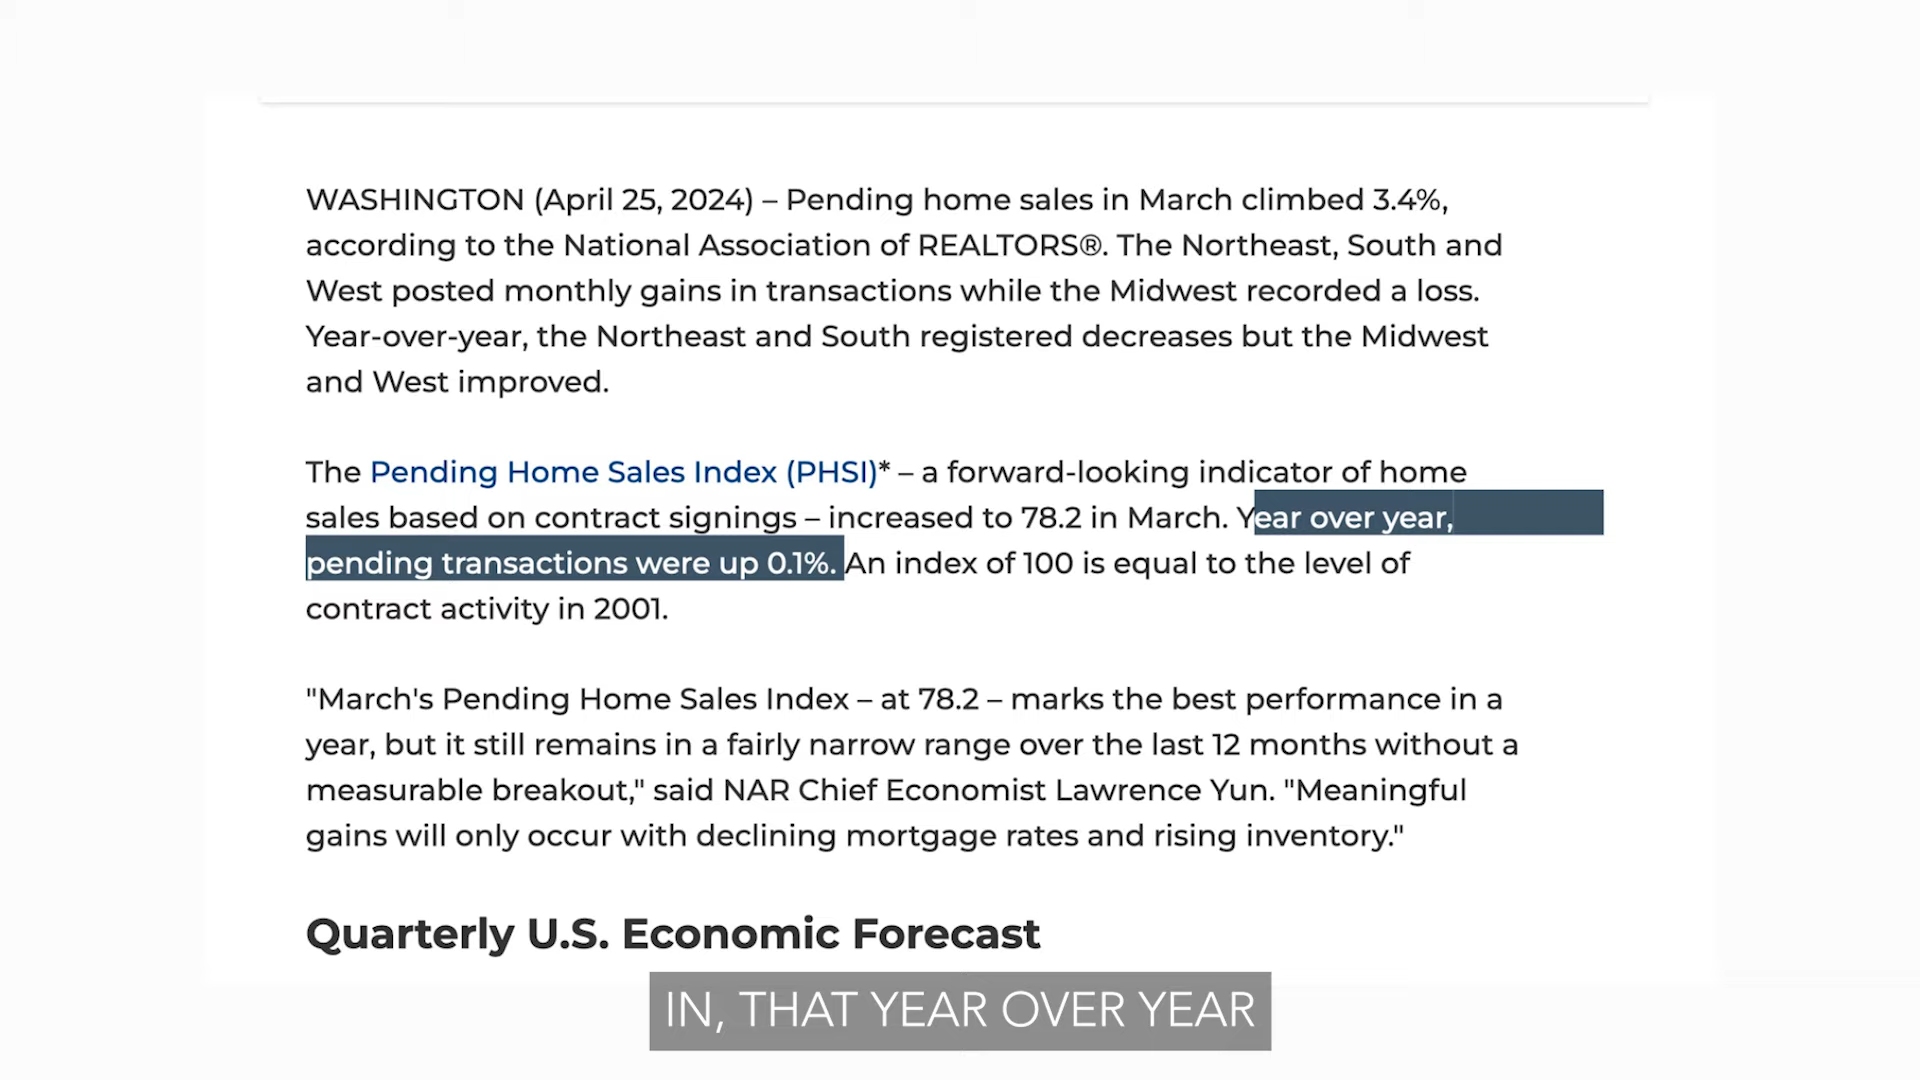 WASHINGTON (April 25, 2024) – Pending home sales in March climbed 3.4%,
according to the National Association of REALTORS®. The Northeast, South and
West posted monthly gains in transactions while the Midwest recorded a loss.
Year-over-year, the Northeast and South registered decreases but the Midwest
and West improved.
The Pending Home Sales Index (PHSI)* – a forward-looking indicator of home
sales based on contract signings – increased to 78.2 in March. Year over year,
pending transactions were up 0.1%. An index of 100 is equal to the level of
contract activity in 2001.
"March's Pending Home Sales Index – at 78.2 – marks the best performance in a
year, but it still remains in a fairly narrow range over the last 12 months without a
measurable breakout," said NAR Chief Economist Lawrence Yun. "Meaningful
gains will only occur with declining mortgage rates and rising inventory."
Quarterly U.S. Economic Forecast
IN, THAT YEAR OVER YEAR